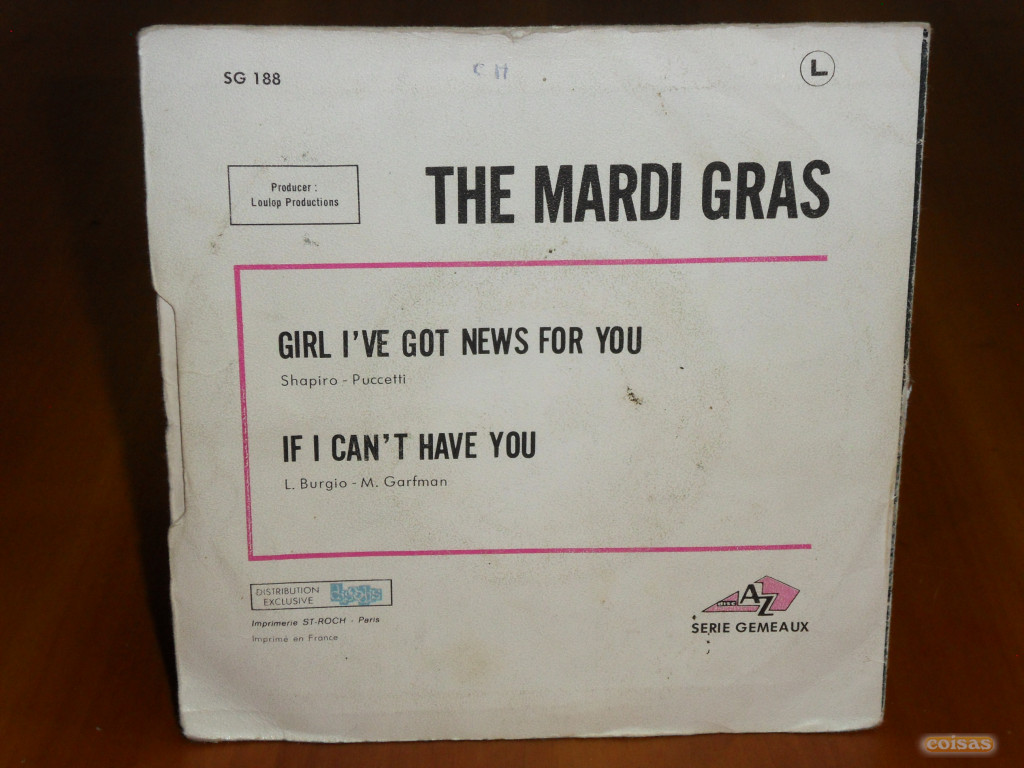 SG 188
L
Producer :
Loulop Productions
THE MARDI GRAS
GIRL I'VE GOT NEWS FOR YOU
Shapiro - Puccetti
IF I CAN'T HAVE YOU
L. Burgio - M. Garfman
DISTRIBUTION
EXCLUSIVE
Imprimerie ST-ROCH - Paris
Imprimé en France
AZ
SERIE GEMEAUX
coisas